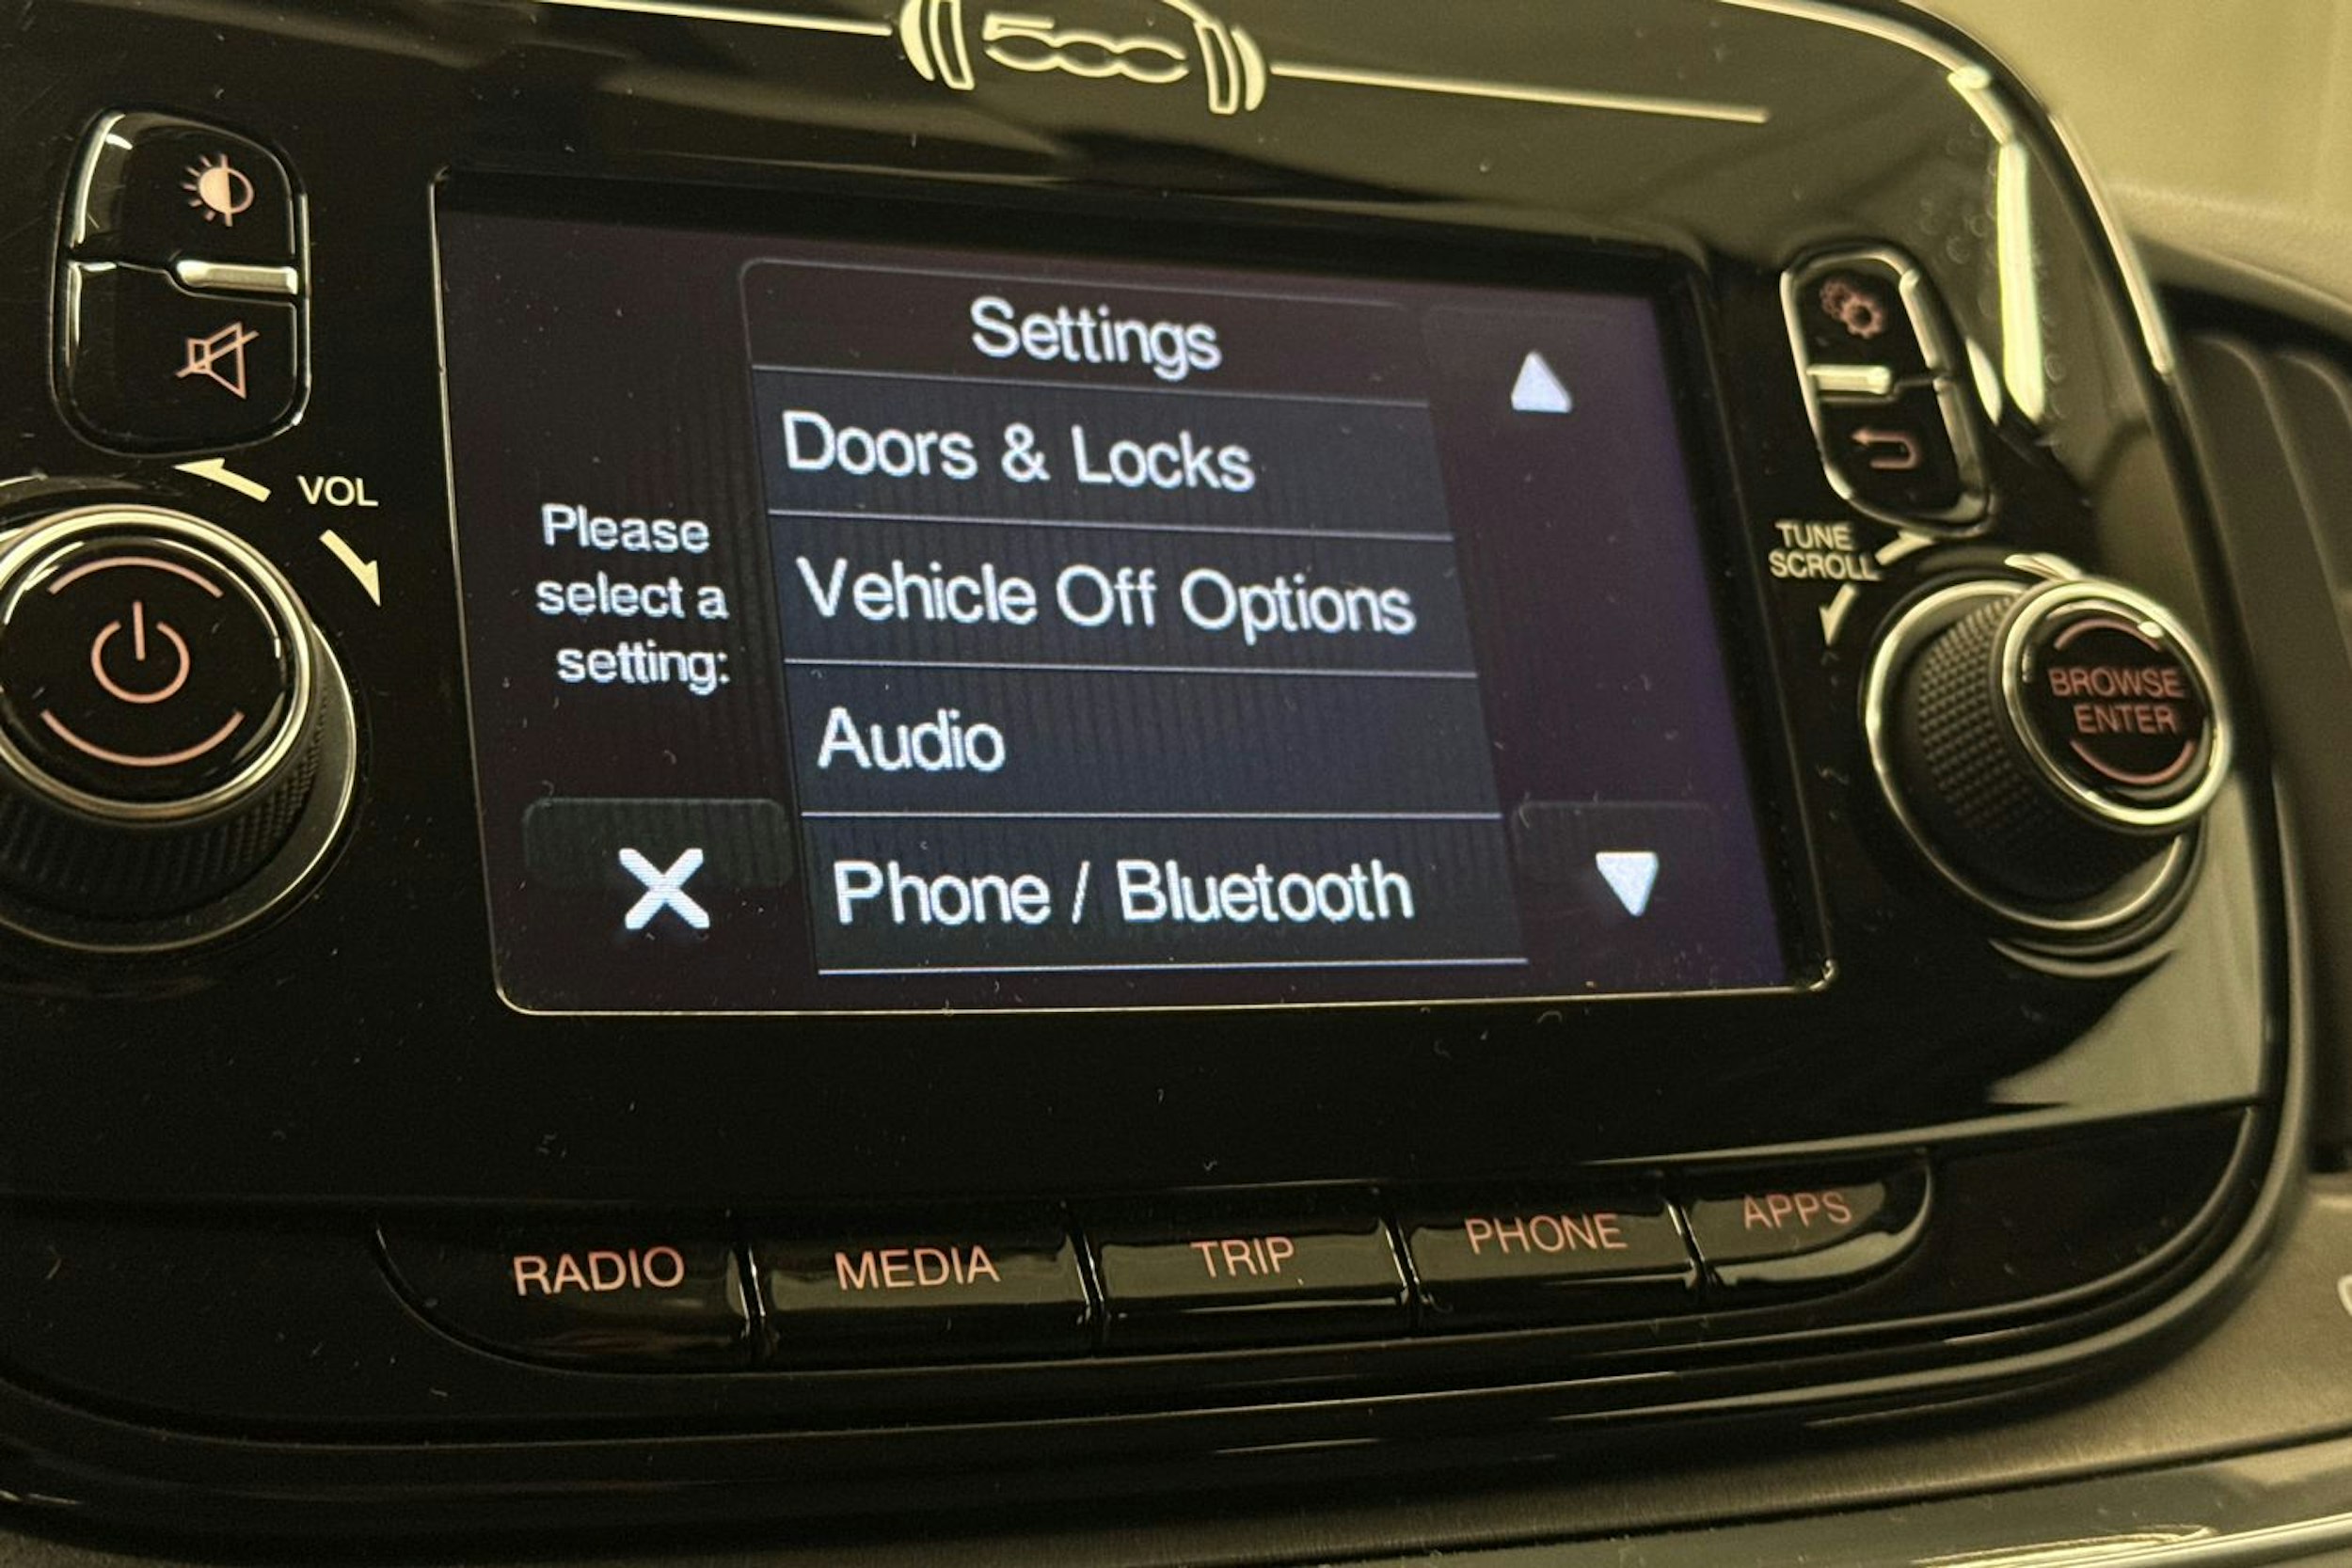 500
VOL
Settings
Doors & Locks
Vehicle Off Options
Audio
Phone / Bluetooth
Please
select a
setting:
TUNE
SCROLL
BROWSE
ENTER
RADIO
MEDIA
TRIP
PHONE
APPS